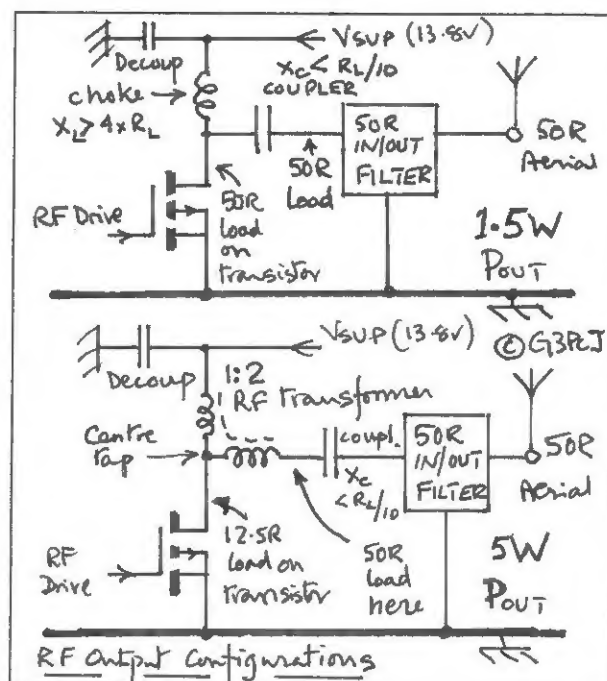 Vsup (13.8v)
Decoup
Xc < RL/10
COUPLER
choke
XL > 4 x RL
50R
IN/OUT
FILTER
50R
Aerial
50R
Load
RF Drive
50R
load
on
transistor
1.5W
Pout
© G3PCJ
Vsup (13.8v)
Decoup
1:2
RF transformer
Centre
tap
coupl.
Xc
< RL/10
50R
IN/OUT
FILTER
50R
Aerial
12.5R
Load on
transistor
50R
load
here
RF
Drive
5W
Pout
RF Output Configurations